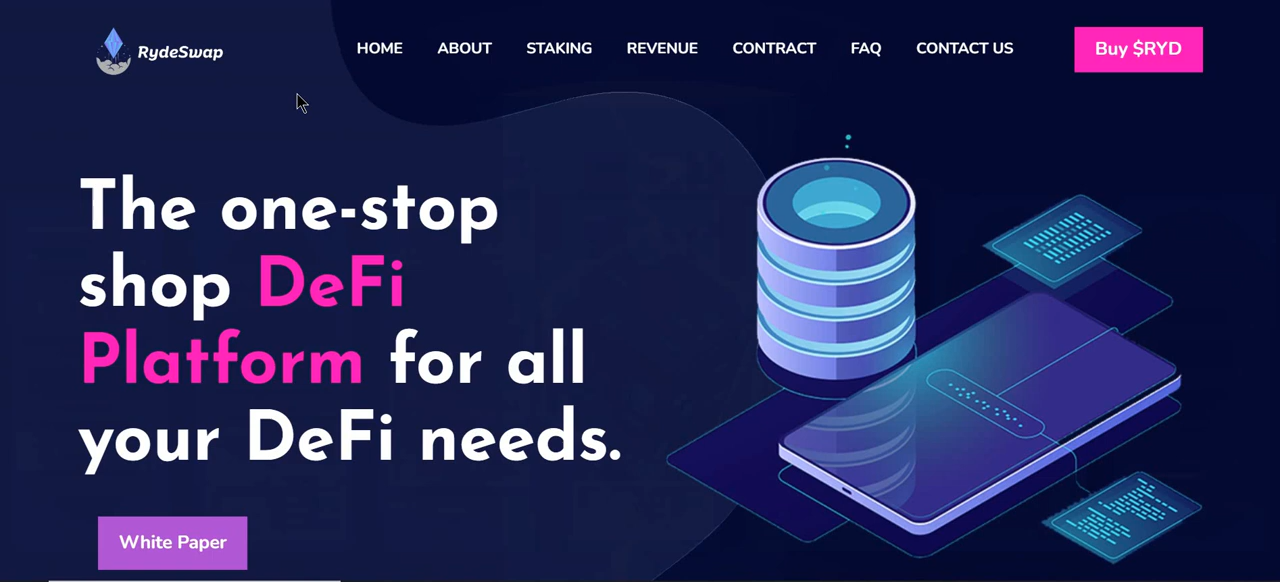 RydeSwap
HOME ABOUT STAKING REVENUE CONTRACT FAQ CONTACT US
Buy $RYD
The one-stop
shop DeFi
Platform for all
your DeFi needs.
White Paper